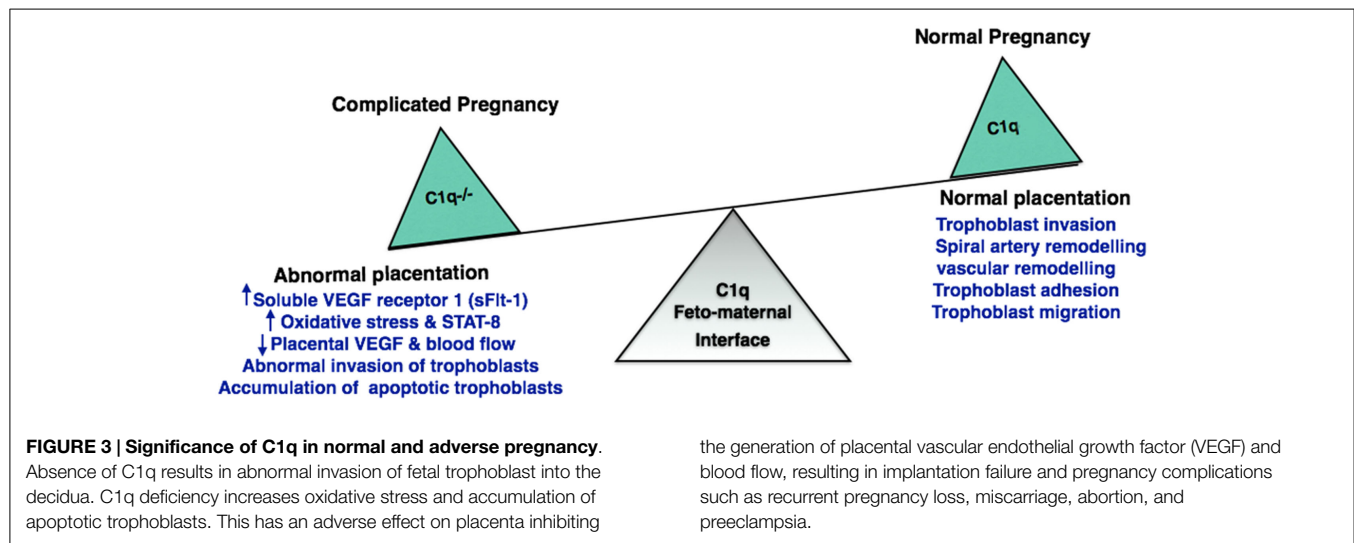 Normal Pregnancy
Complicated Pregnancy
C1q
C1q-/-
Normal placentation
Trophoblast invasion
Spiral artery remodelling
vascular remodelling
Trophoblast adhesion
Trophoblast migration
Abnormal placentation
↑Soluble VEGF receptor 1 (sFlt-1)
↑ Oxidative stress & STAT-8
↓Placental VEGF & blood flow
Abnormal invasion of trophoblasts
Accumulation of apoptotic trophoblasts
C1q
Feto-maternal
Interface
FIGURE 3 | Significance of C1q in normal and adverse pregnancy.
Absence of C1q results in abnormal invasion of fetal trophoblast into the
decidua. C1q deficiency increases oxidative stress and accumulation of
apoptotic trophoblasts. This has an adverse effect on placenta inhibiting
the generation of placental vascular endothelial growth factor (VEGF) and
blood flow, resulting in implantation failure and pregnancy complications
such as recurrent pregnancy loss, miscarriage, abortion, and
preeclampsia.